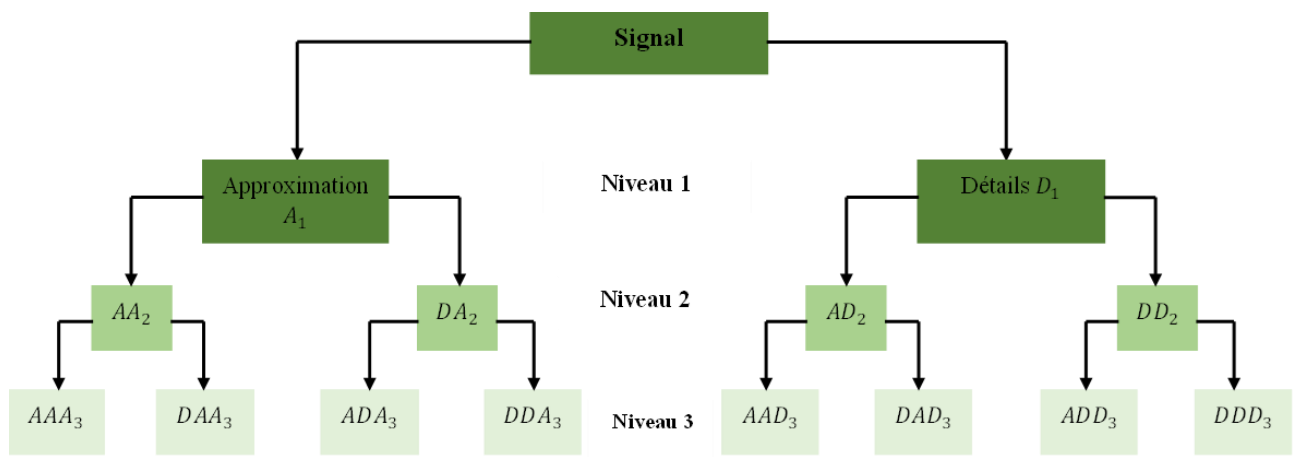 Signal
Approximation
A₁
Niveau 1
Détails D₁
AA₂
DA₂
Niveau 2
AD₂
DD₂
AAA₃
DAA₃
ADA₃
DDA₃
Niveau 3
AAD₃
DAD₃
ADD₃
DDD₃